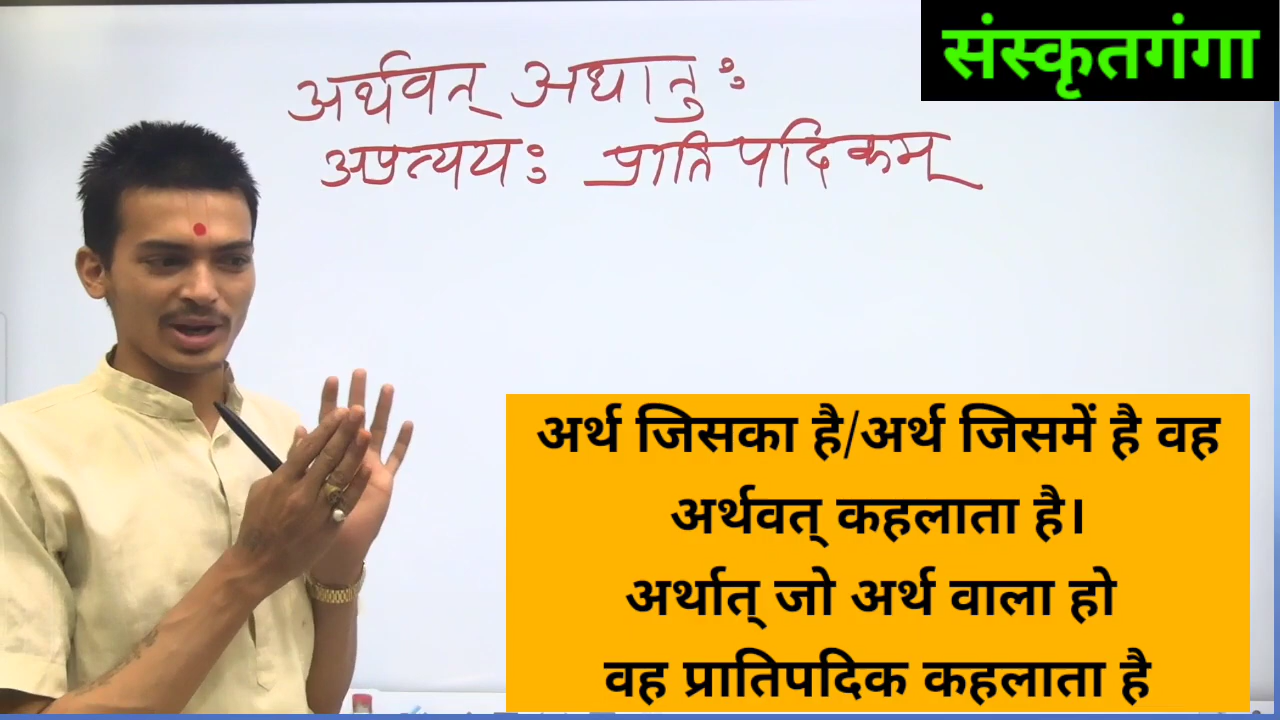 संस्कृतगंगा
अर्थवत् अधातुः
अप्रत्ययः प्रातिपदिकम्
अर्थ जिसका है/अर्थ जिसमें है वह
अर्थवत् कहलाता है।
अर्थात् जो अर्थ वाला हो
वह प्रातिपदिक कहलाता है